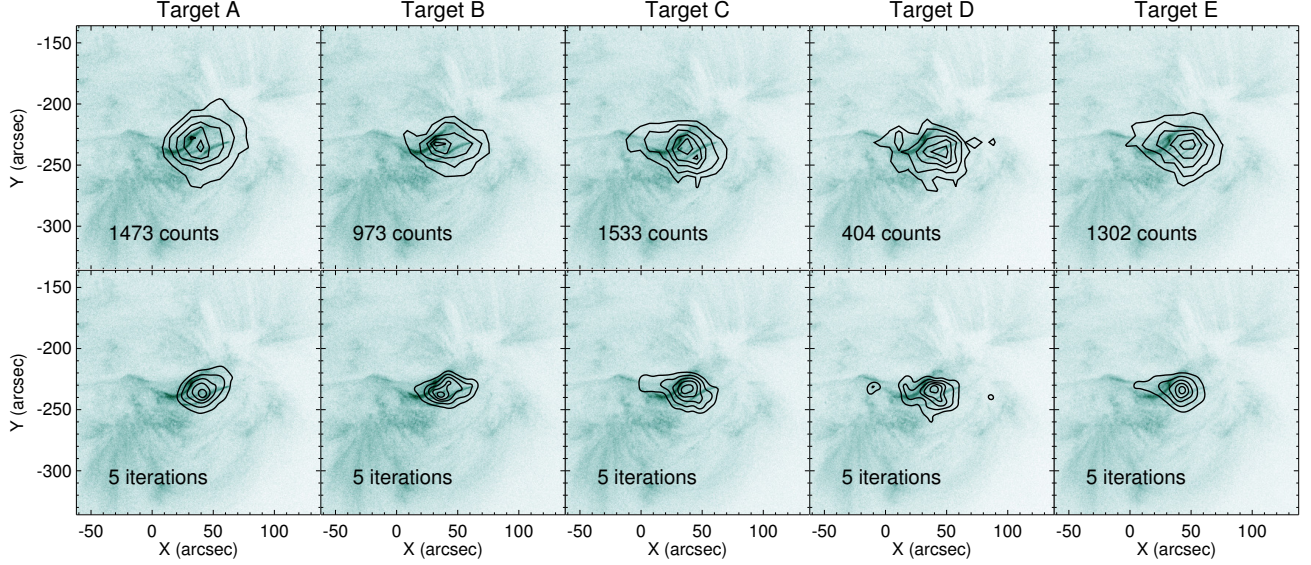 Target A Target B Target C Target D Target E
-150
-200
-250
-300
Y (arcsec)
1473 counts 973 counts 1533 counts 404 counts 1302 counts
-150
-200
-250
-300
Y (arcsec)
5 iterations 5 iterations 5 iterations 5 iterations 5 iterations
-50 0 50 100 -50 0 50 100 -50 0 50 100 -50 0 50 100 -50 0 50 100
X (arcsec) X (arcsec) X (arcsec) X (arcsec) X (arcsec)